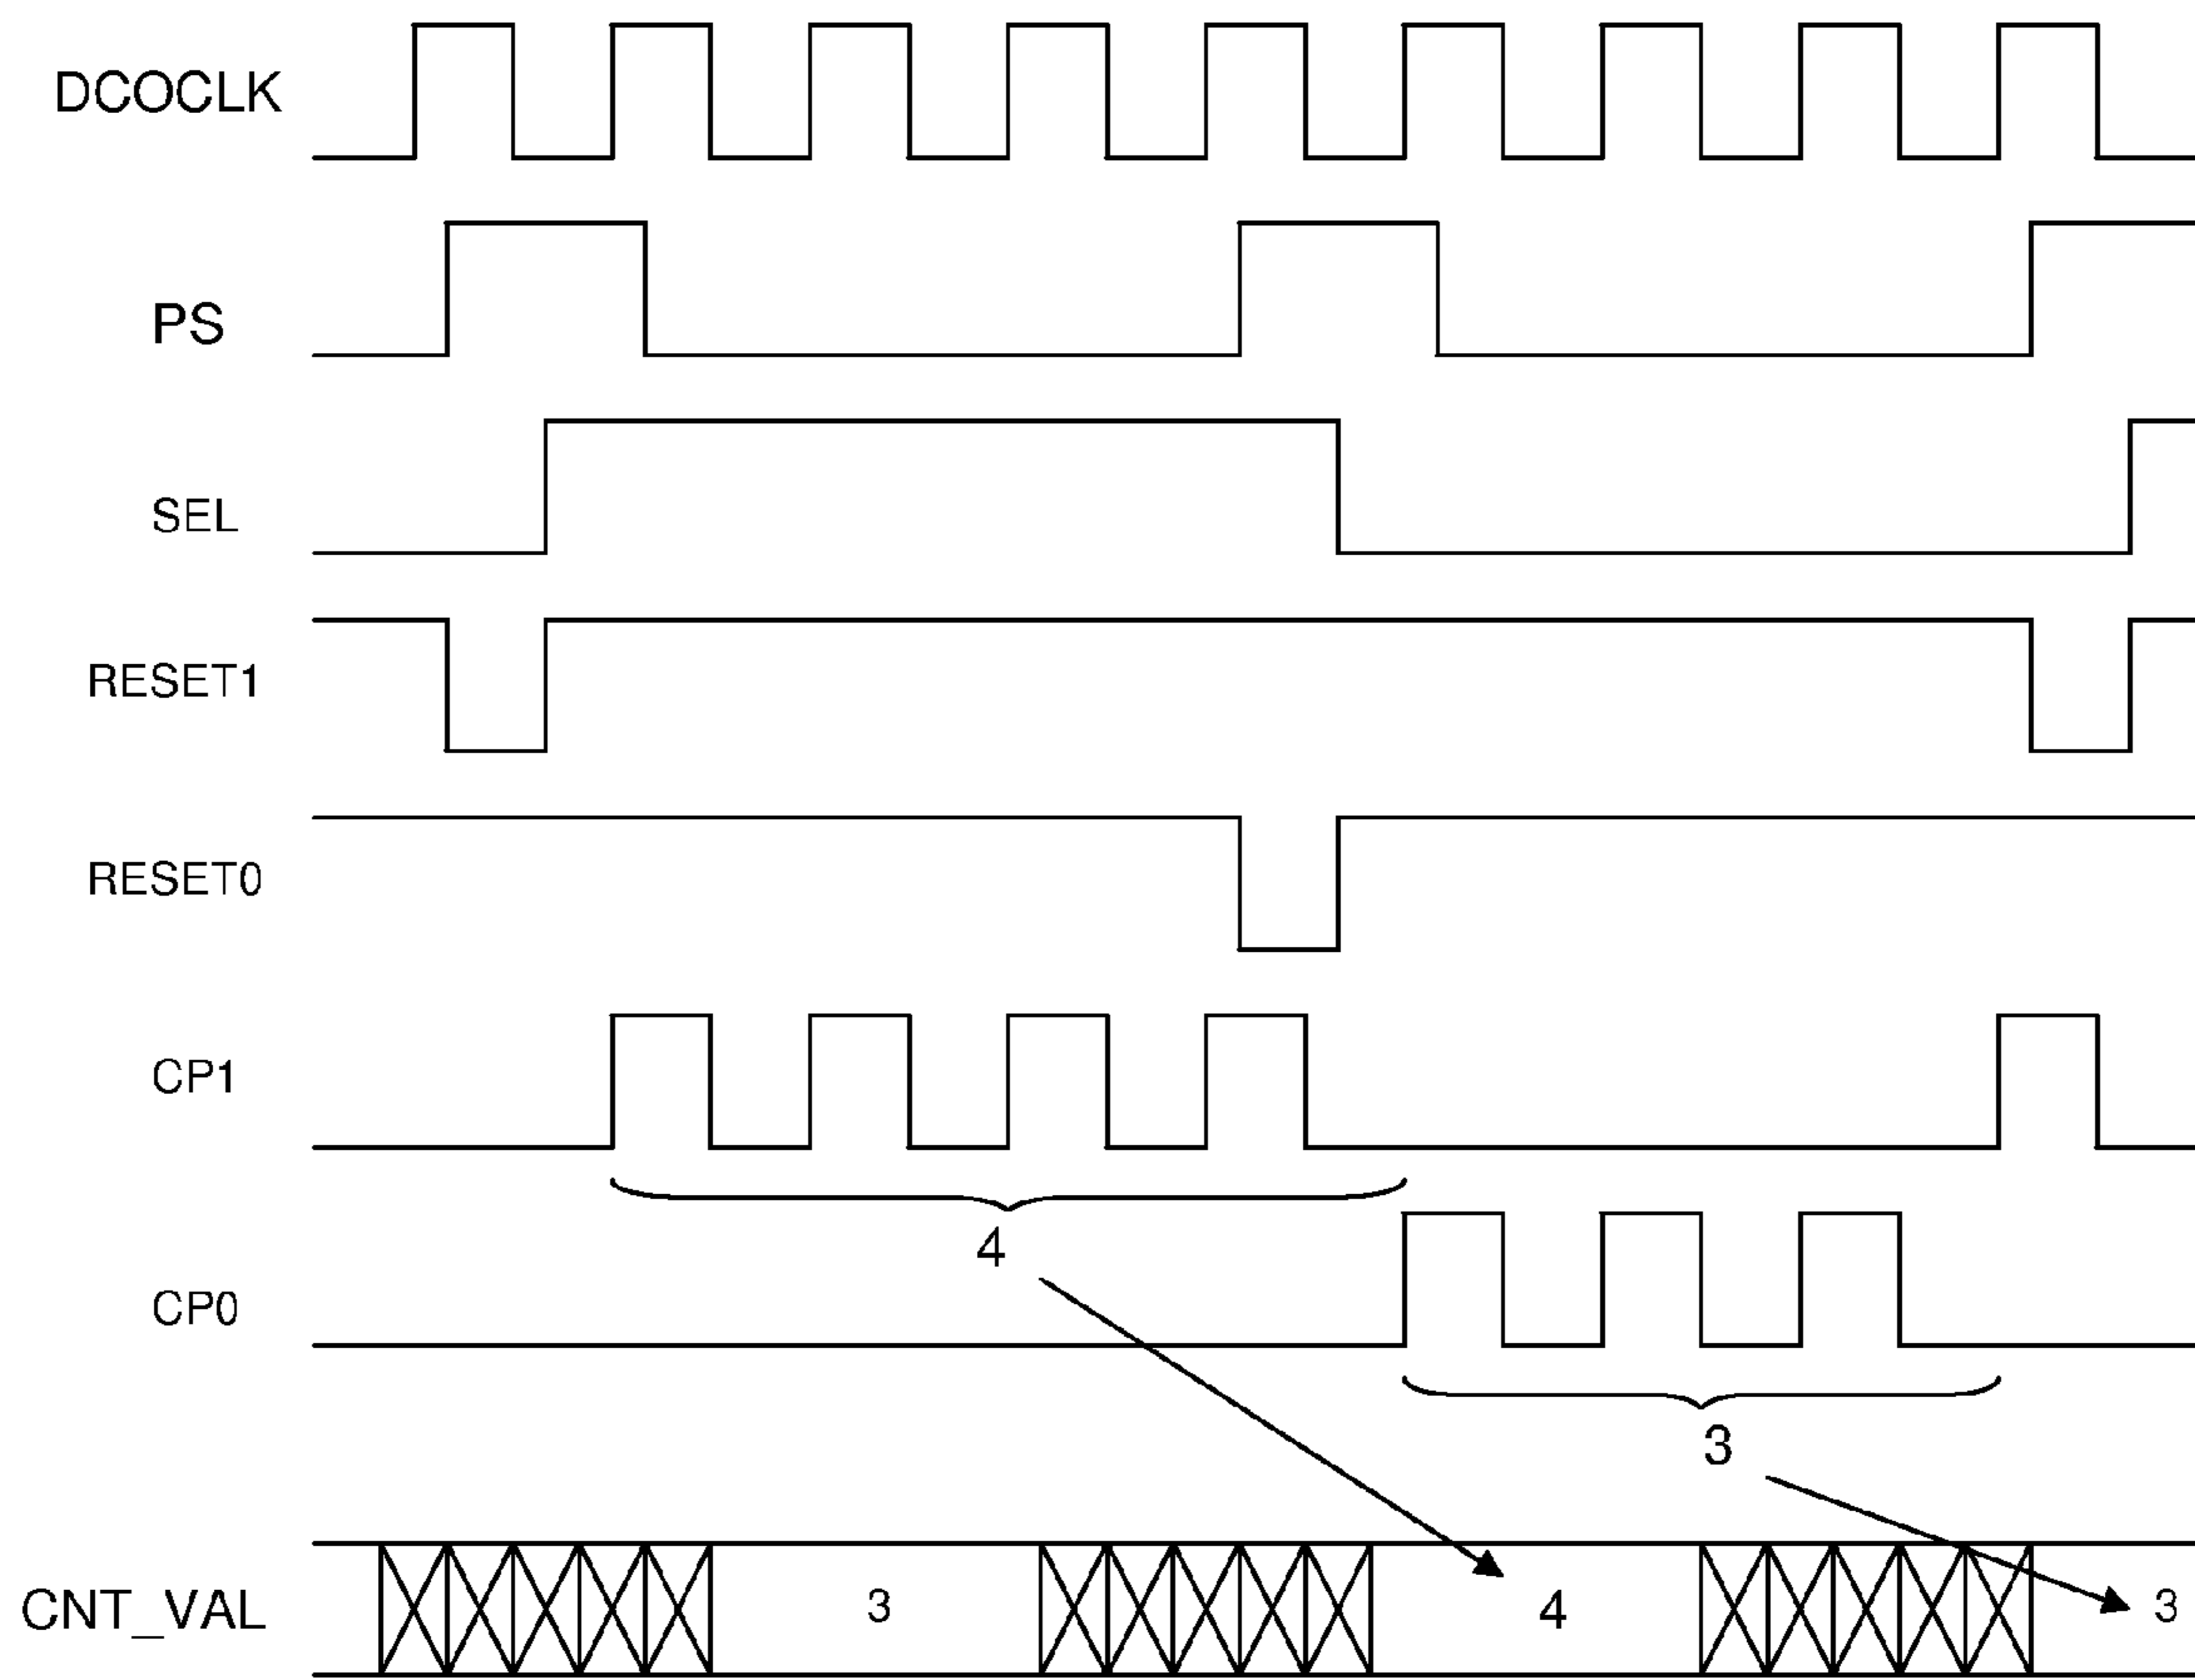 DCOCLK
PS
SEL
RESET1
RESET0
CP1
4
CP0
3
CNT_VAL 3 4 3